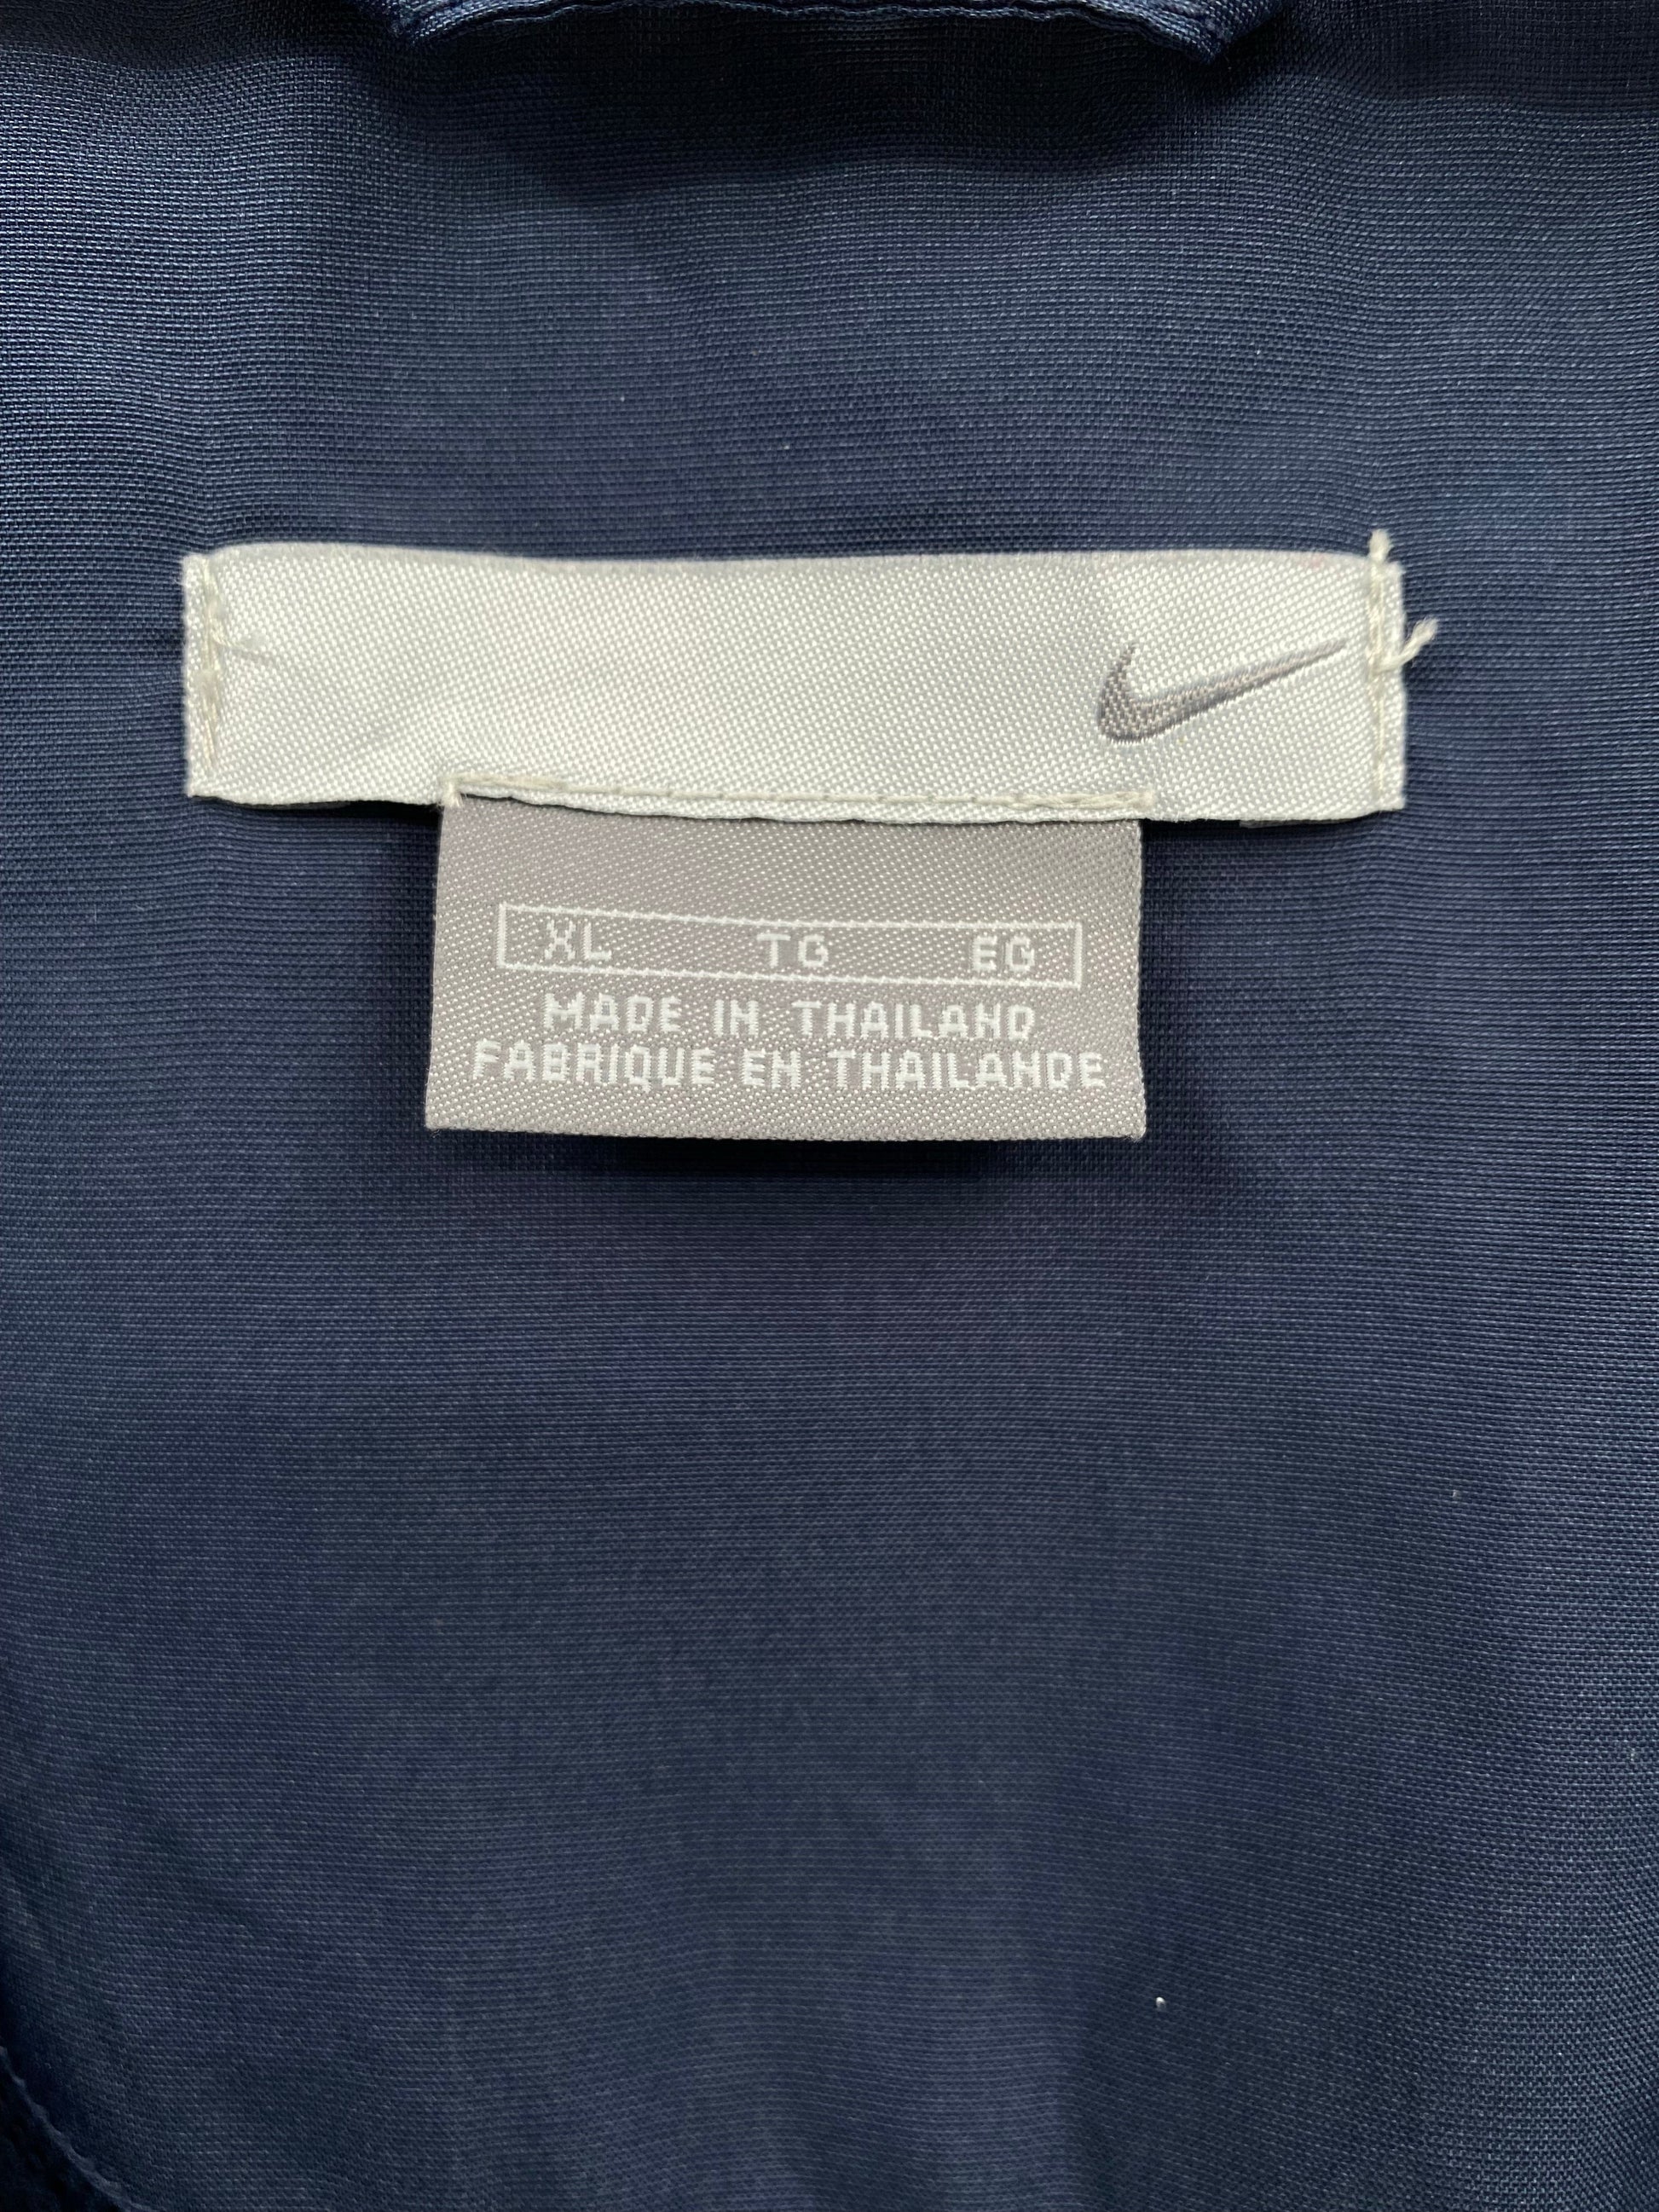 XL TG EG
MADE IN THAILAND
FABRIQUE EN THAILANDE